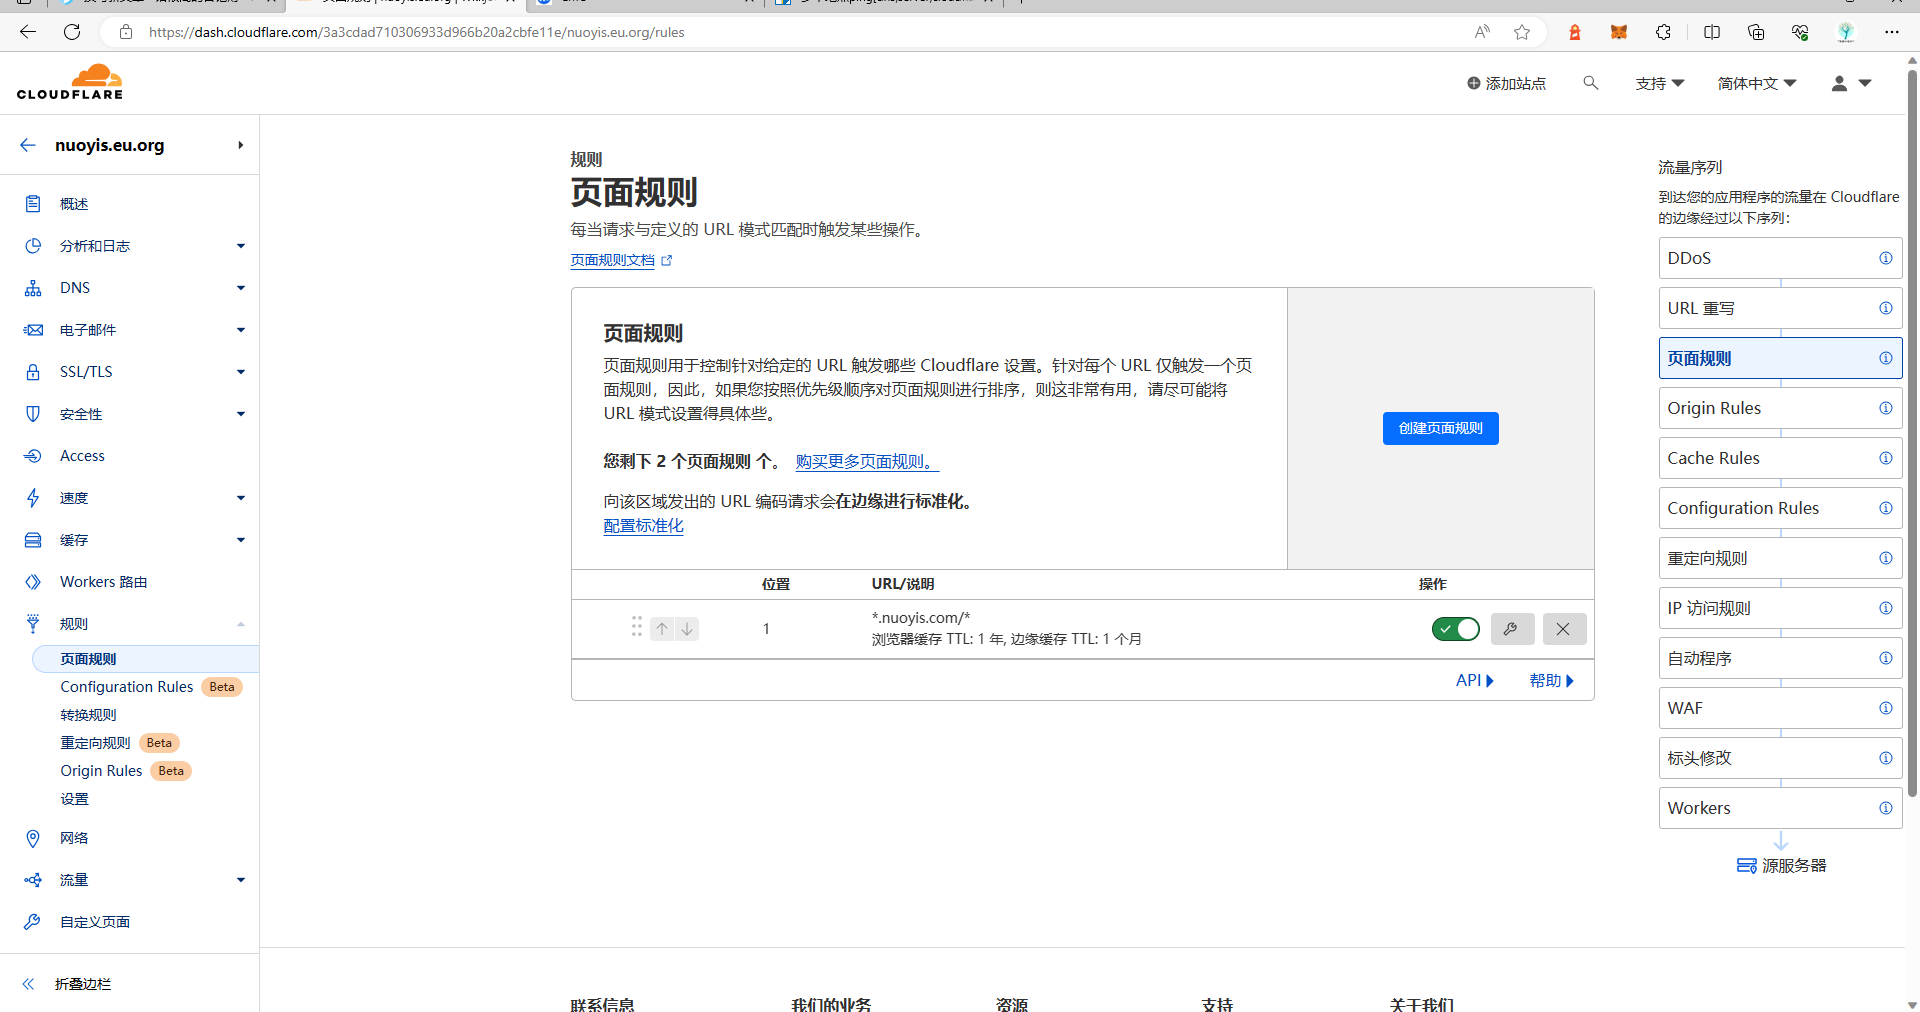 https://dash.cloudflare.com/3a3cdad710306933d966b20a2cbfe11e/nuoyis.eu.org/rules
CLOUDFLARE
添加站点
支持
简体中文
nuoyis.eu.org
概述
分析和日志
DNS
电子邮件
SSL/TLS
安全性
Access
速度
缓存
Workers 路由
规则
页面规则
Configuration Rules Beta
转换规则
重定向规则 Beta
Origin Rules Beta
设置
网络
流量
自定义页面
折叠边栏
规则
页面规则
每当请求与定义的 URL 模式匹配时触发某些操作。
页面规则文档
页面规则
页面规则用于控制针对给定的 URL 触发哪些 Cloudflare 设置。针对每个 URL 仅触发一个页
面规则，因此，如果您按照优先级顺序对页面规则进行排序，则这非常有用，请尽可能将
URL 模式设置得具体些。
您剩下 2 个页面规则 个。 购买更多页面规则。
向该区域发出的 URL 编码请求会在边缘进行标准化。
配置标准化
创建页面规则
位置 URL/说明 操作
1
*.nuoyis.com/*
浏览器缓存 TTL: 1 年, 边缘缓存 TTL: 1 个月
API 帮助
流量序列
到达您的应用程序的流量在 Cloudflare
的边缘经过以下序列：
DDoS
URL 重写
页面规则
Origin Rules
Cache Rules
Configuration Rules
重定向规则
IP 访问规则
自动程序
WAF
标头修改
Workers
源服务器
联系信息 我们的业务 资源 支持 关于我们